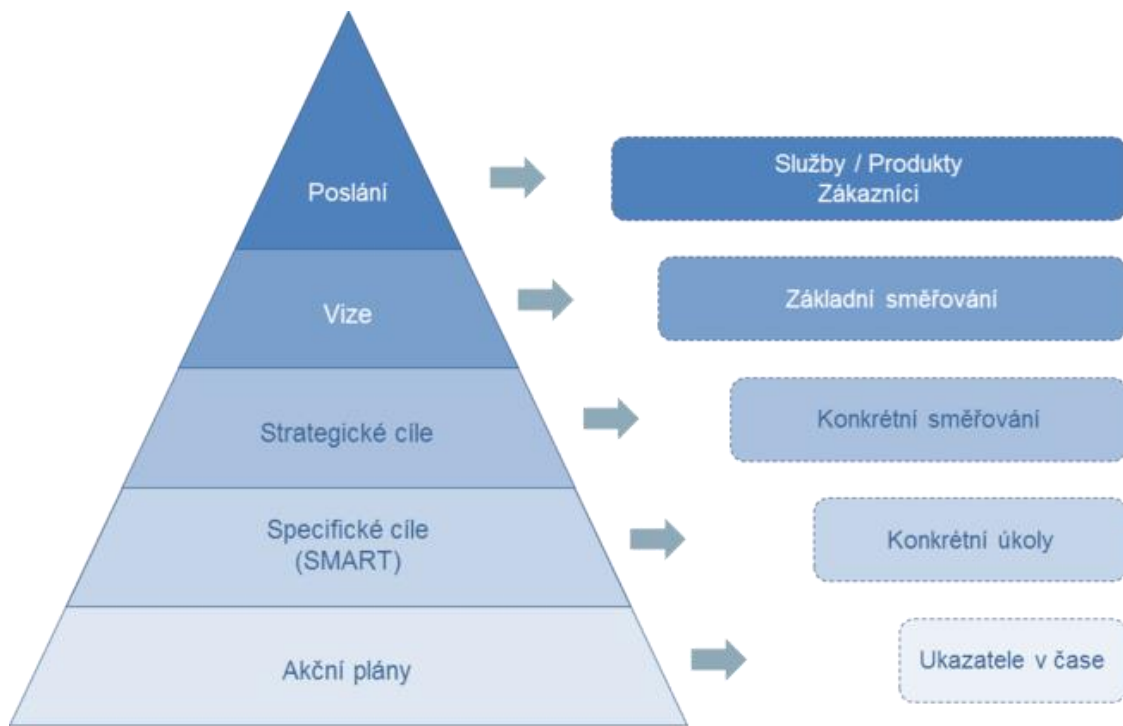 Poslání
Služby / Produkty
Zákazníci
Vize
Základní směřování
Strategické cíle
Konkrétní směřování
Specifické cíle
(SMART)
Konkrétní úkoly
Akční plány
Ukazatele v čase